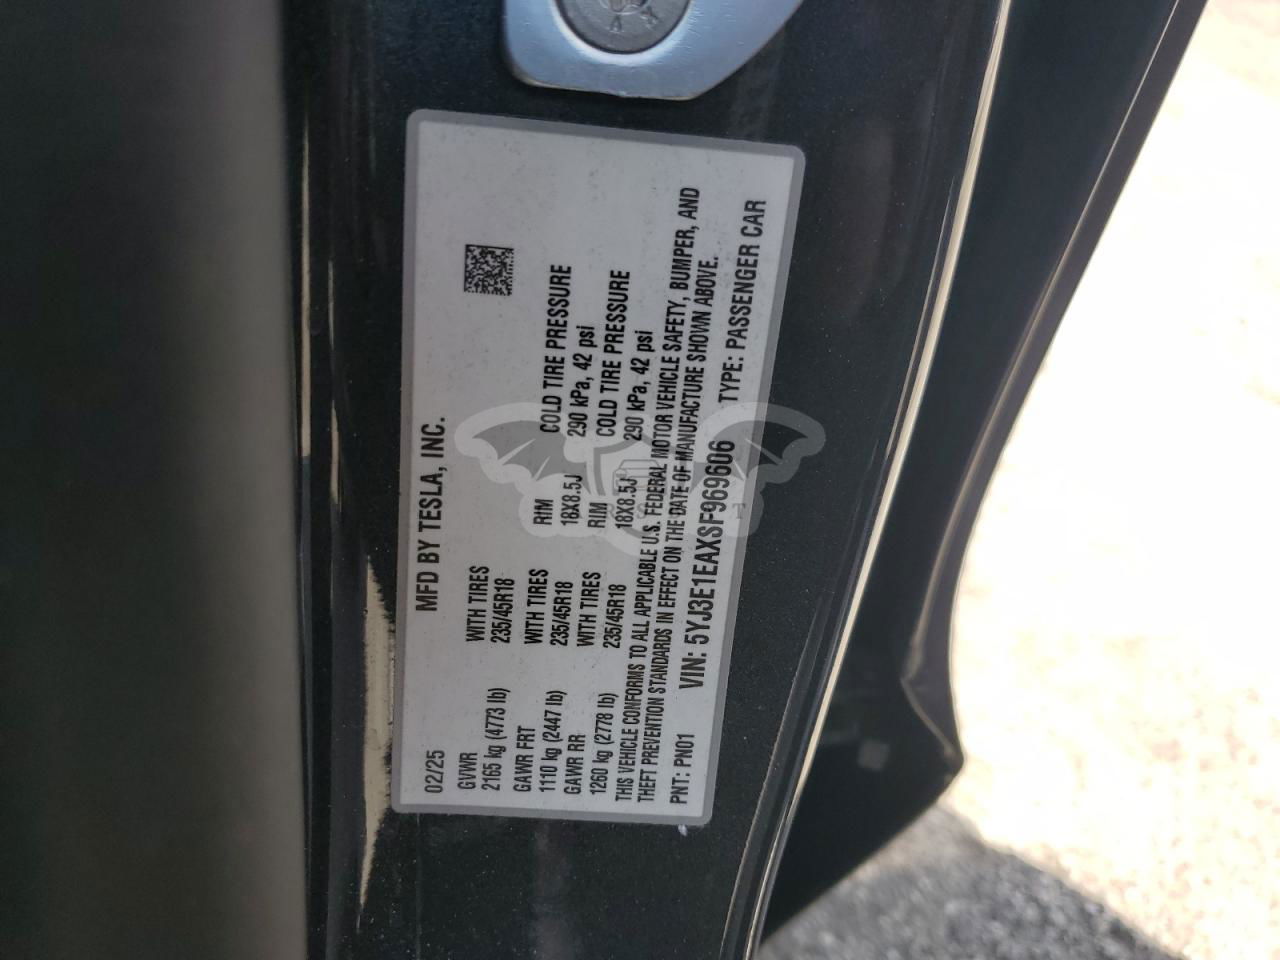 MFD BY TESLA, INC.
02/25
GVWR WITH TIRES
2165 kg (4773 lb) 235/45R18
GAWR FRT WITH TIRES RIM COLD TIRE PRESSURE
1110 kg (2447 lb) 235/45R18 18X8.5J 290 kPa, 42 psi
GAWR RR WITH TIRES RIM COLD TIRE PRESSURE
1260 kg (2778 lb) 235/45R18 18X8.5J 290 kPa, 42 psi
THIS VEHICLE CONFORMS TO ALL APPLICABLE U.S. FEDERAL MOTOR VEHICLE SAFETY, BUMPER, AND
THEFT PREVENTION STANDARDS IN EFFECT ON THE DATE OF MANUFACTURE SHOWN ABOVE.
PNT: PN01 VIN: 5YJ3E1EAXSF969606 TYPE: PASSENGER CAR